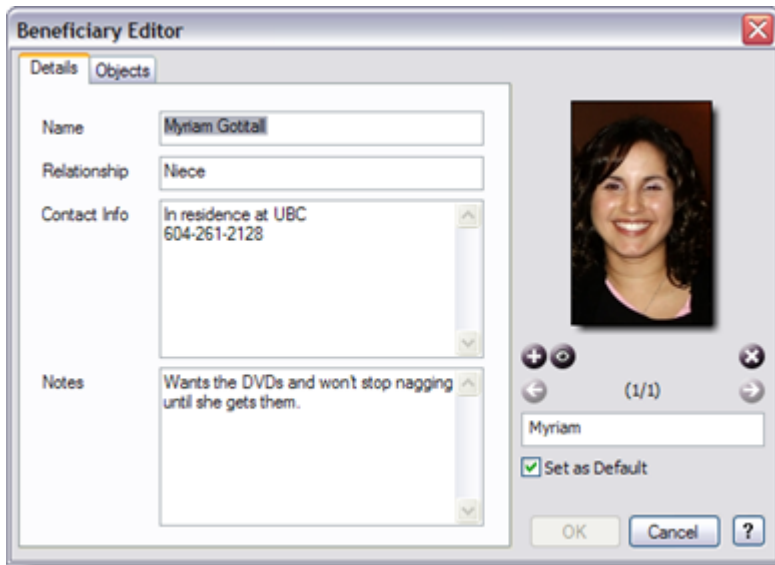 Beneficiary Editor
Details Objects
Name Myriam Gotitall
Relationship Niece
Contact Info In residence at UBC
604-261-2128
Notes Wants the DVDs and won't stop nagging
until she gets them.
(1/1)
Myriam
Set as Default
OK Cancel ?